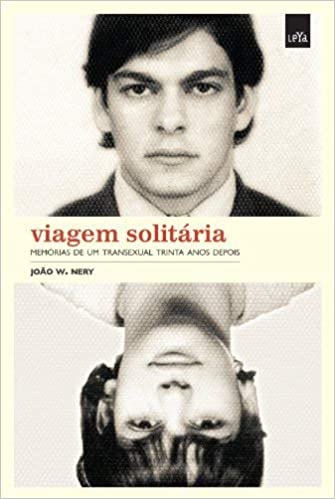 LeYa
viagem solitária
MEMÓRIAS DE UM TRANSEXUAL TRINTA ANOS DEPOIS
JOÃO W. NERY